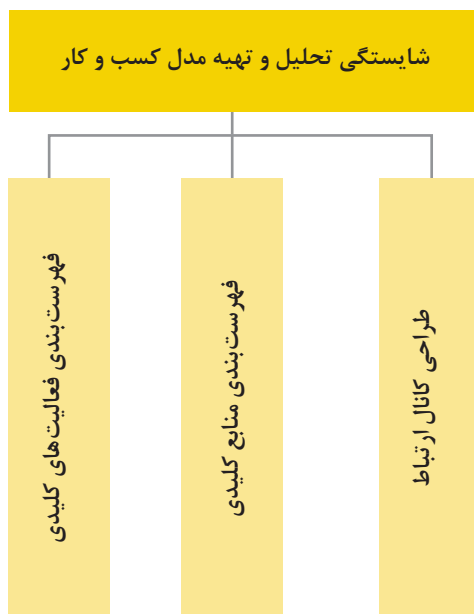 شایستگی تحلیل و تهیه مدل کسب و کار
طراحی کانال ارتباط
فهرست‌بندی منابع کلیدی
فهرست‌بندی فعالیت‌های کلیدی